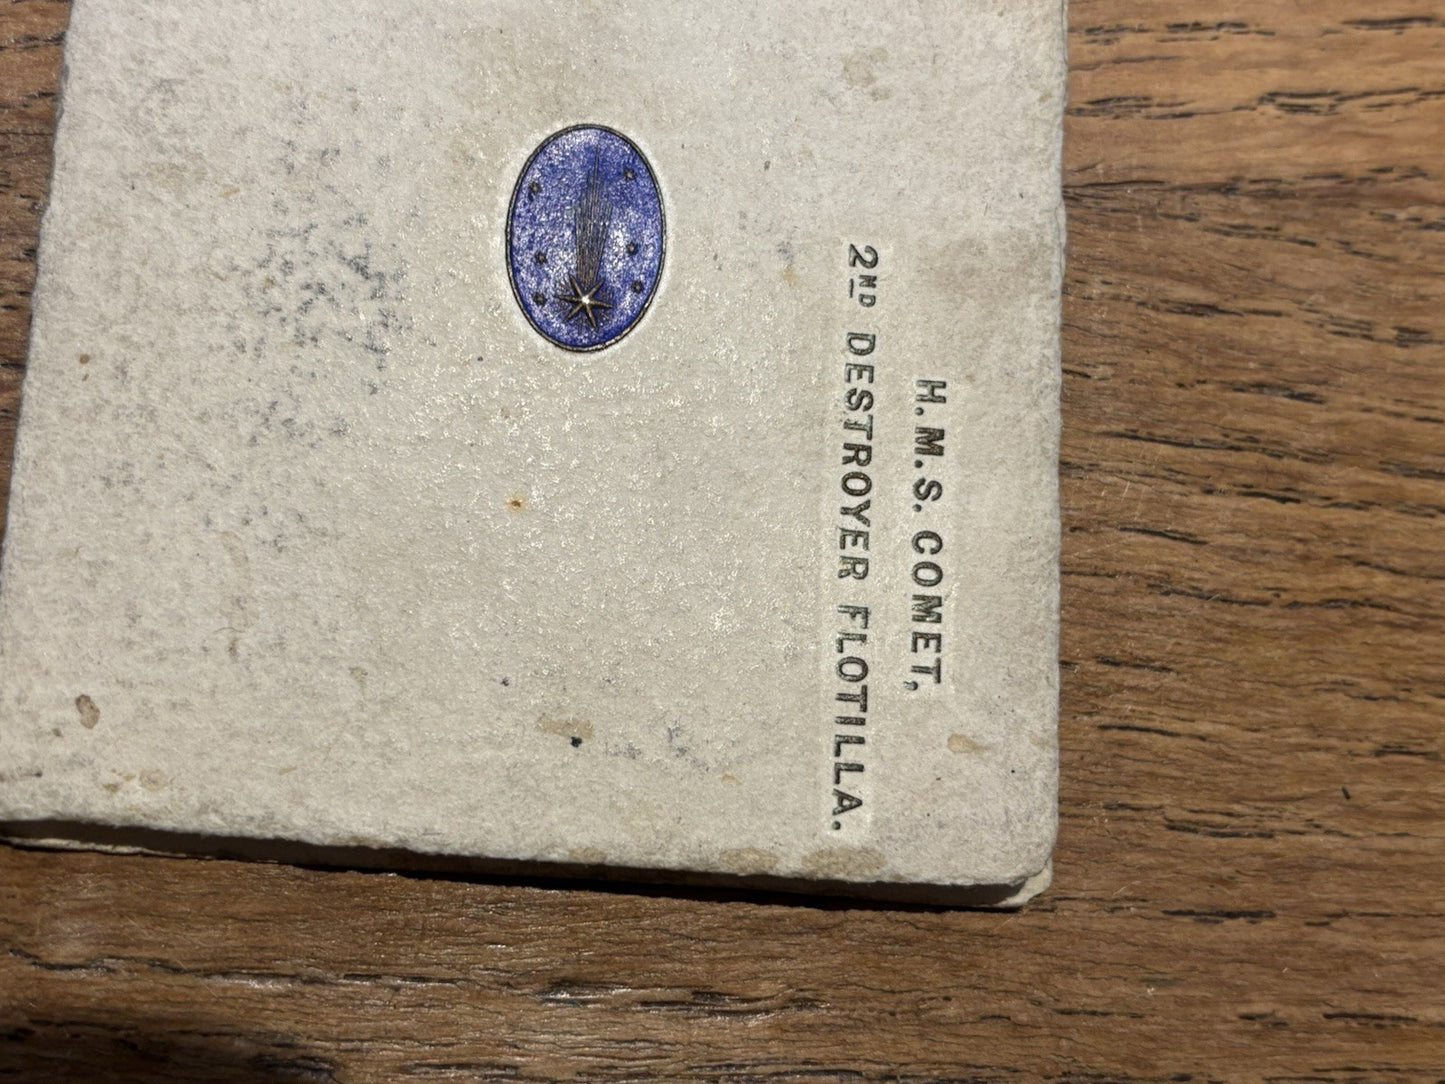 H.M.S. COMET,
2ND DESTROYER FLOTILLA.